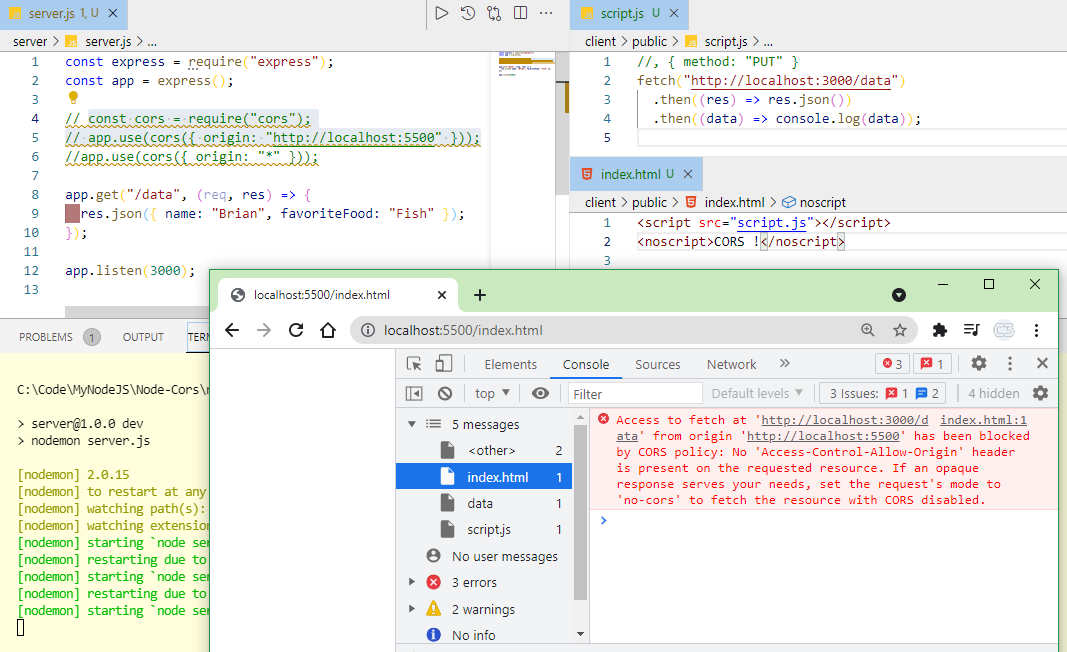 server.js 1, U
server > server.js > ...
1 const express = require("express");
2 const app = express();
3
4 // const cors = require("cors");
5 // app.use(cors({ origin: "http://localhost:5500" }));
6 //app.use(cors({ origin: "*" }));
7
8 app.get("/data", (req, res) => {
9 res.json({ name: "Brian", favoriteFood: "Fish" });
10 });
11
12 app.listen(3000);
13
script.js U
client > public > script.js > ...
1 //, { method: "PUT" }
2 fetch("http://localhost:3000/data")
3 .then((res) => res.json())
4 .then((data) => console.log(data));
5
index.html U
client > public > index.html > noscript
1 <script src="script.js"></script>
2 <noscript>CORS !</noscript>
3
PROBLEMS 1 OUTPUT TERM
C:\Code\MyNodeJS\Node-Cors\
> server@1.0.0 dev
> nodemon server.js
[nodemon] 2.0.15
[nodemon] to restart at any
[nodemon] watching path(s):
[nodemon] watching extension
[nodemon] starting `node ser
[nodemon] restarting due to
[nodemon] starting `node ser
[nodemon] restarting due to
[nodemon] starting `node ser
localhost:5500/index.html
localhost:5500/index.html
Elements Console Sources Network 3 1
top Filter Default levels 3 Issues: 1 2 4 hidden
5 messages
<other> 2
index.html 1
data 1
script.js 1
No user messages
3 errors
2 warnings
No info
Access to fetch at 'http://localhost:3000/d index.html:1
ata' from origin 'http://localhost:5500' has been blocked
by CORS policy: No 'Access-Control-Allow-Origin' header
is present on the requested resource. If an opaque
response serves your needs, set the request's mode to
'no-cors' to fetch the resource with CORS disabled.